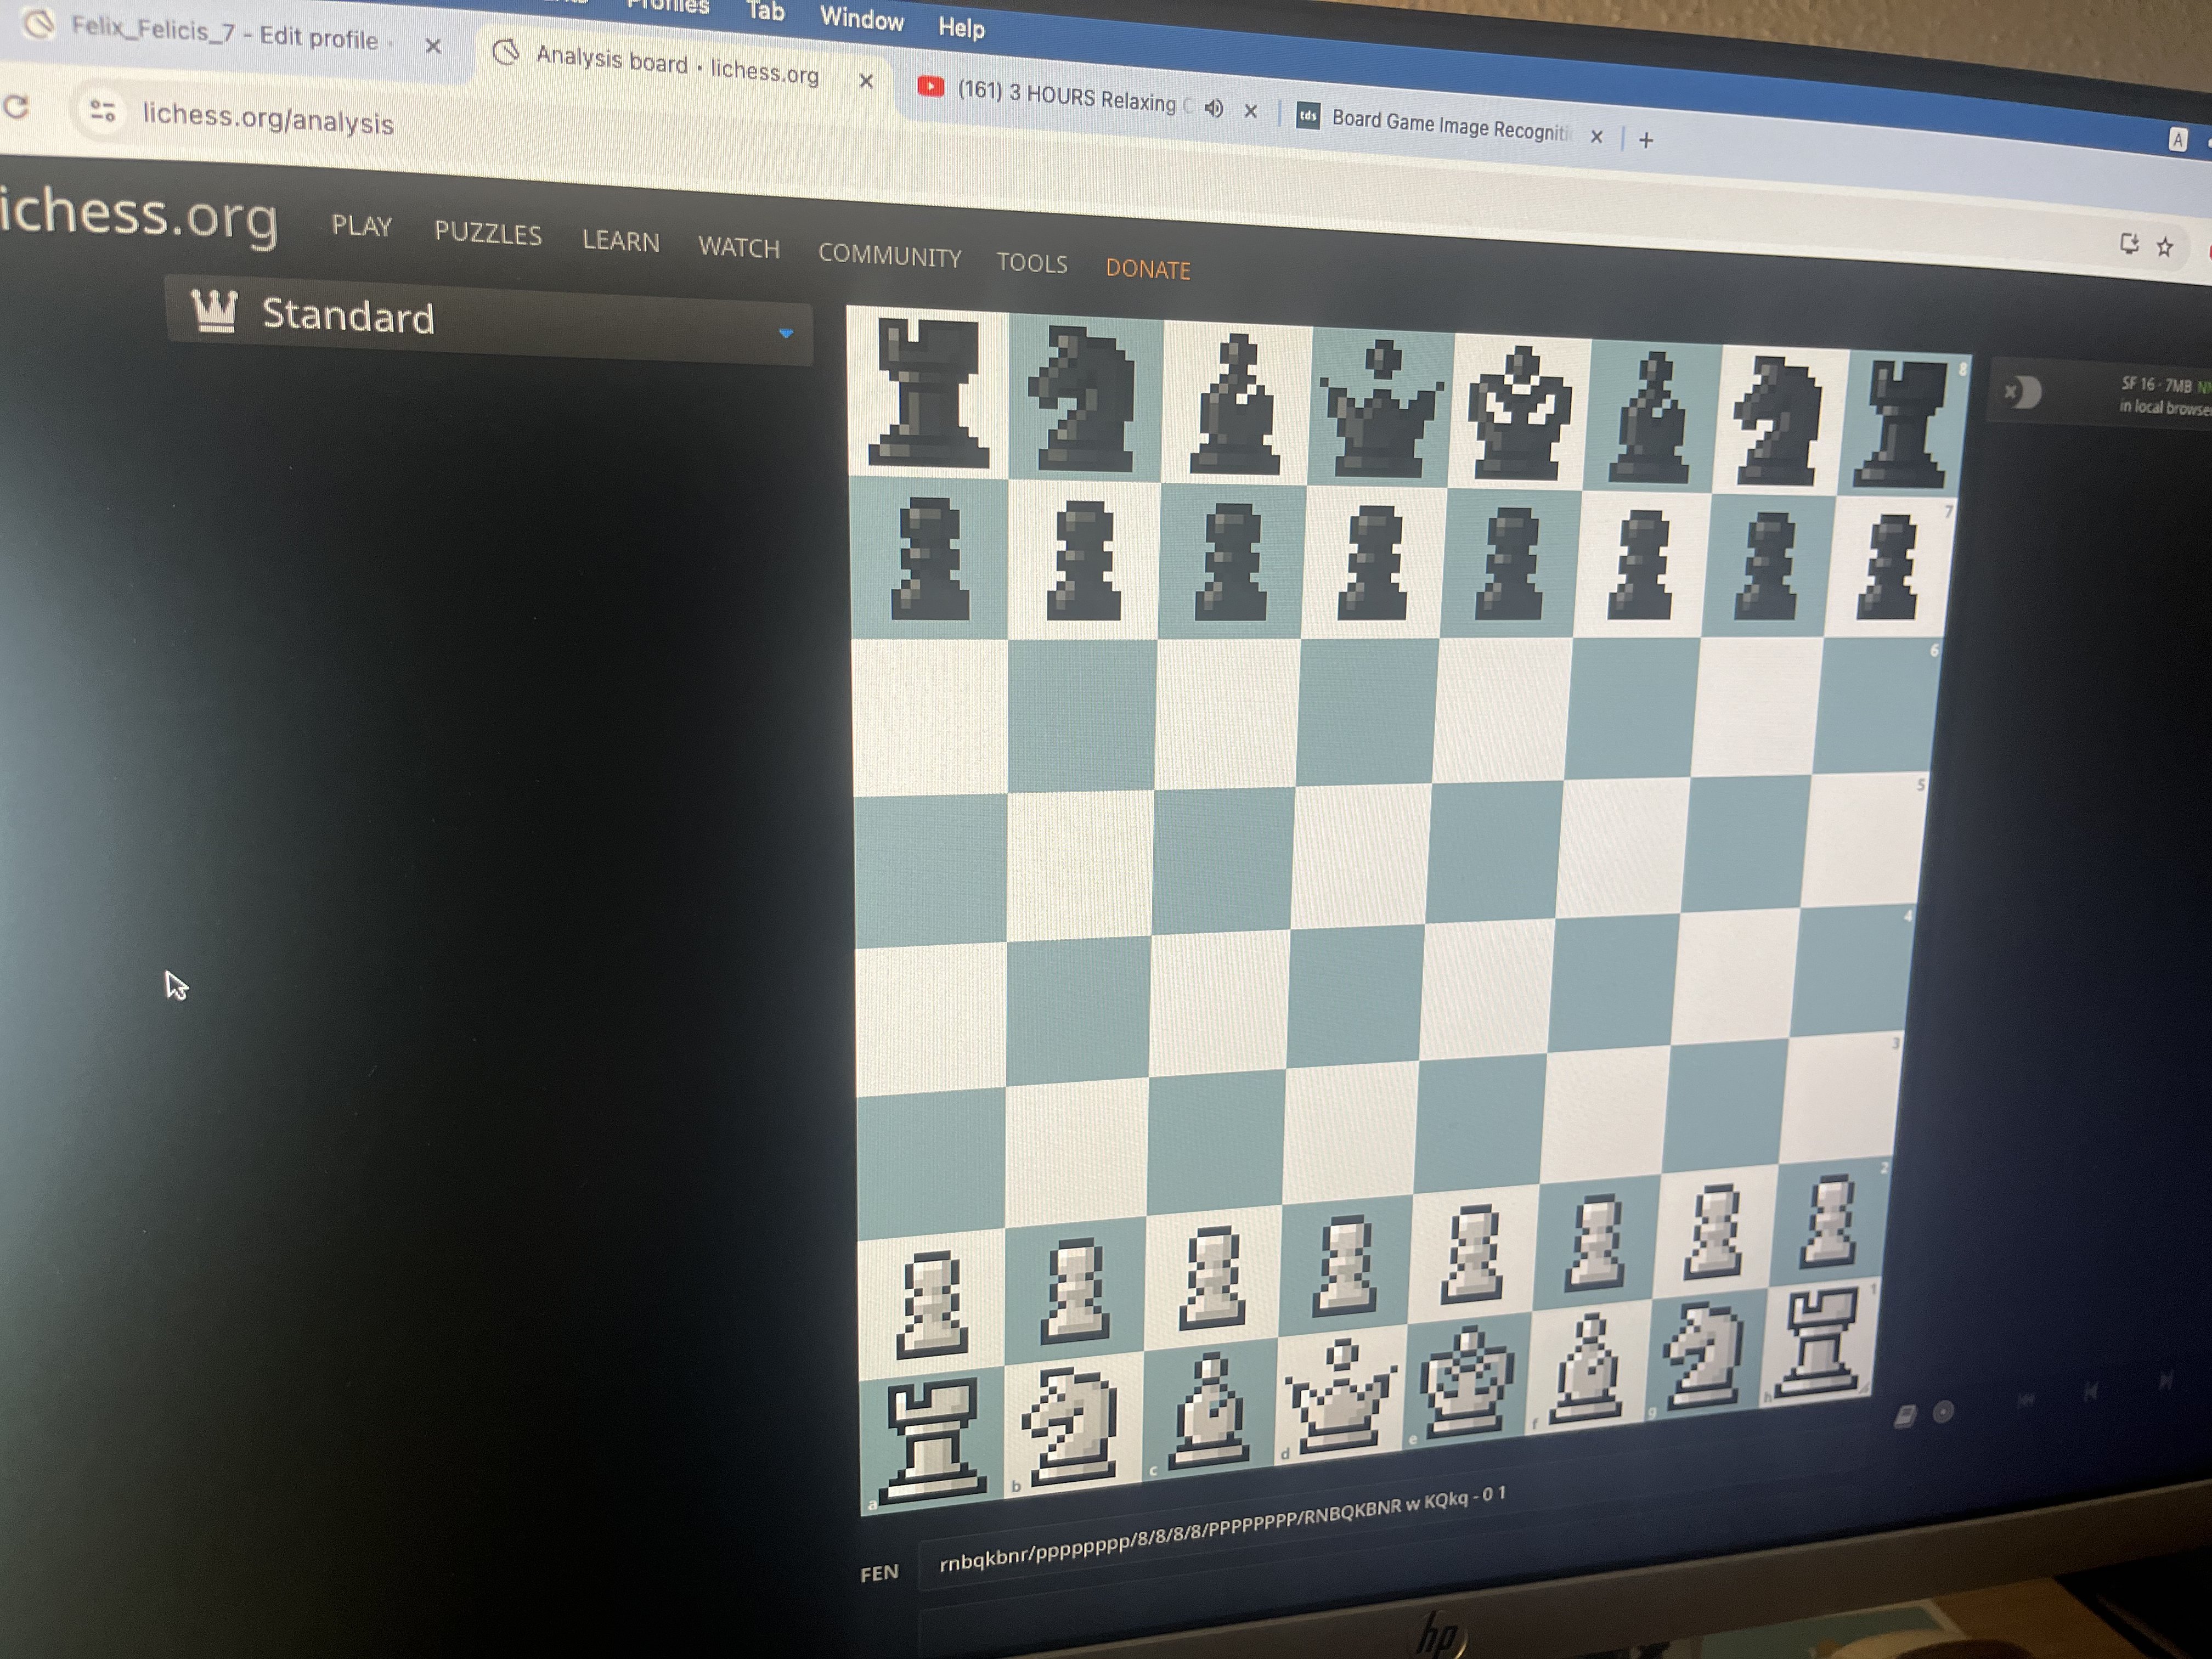 Tab Window Help
Felix_Felicis_7 - Edit profile
Analysis board • lichess.org
(161) 3 HOURS Relaxing
tds Board Game Image Recogniti
A
lichess.org/analysis
ichess.org PLAY PUZZLES LEARN WATCH COMMUNITY TOOLS DONATE
Standard
SF 16 · 7MB
in local browse
8
7
6
5
4
3
2
1
a b c d e f g h
FEN rnbqkbnr/pppppppp/8/8/8/8/PPPPPPPP/RNBQKBNR w KQkq - 0 1
hp